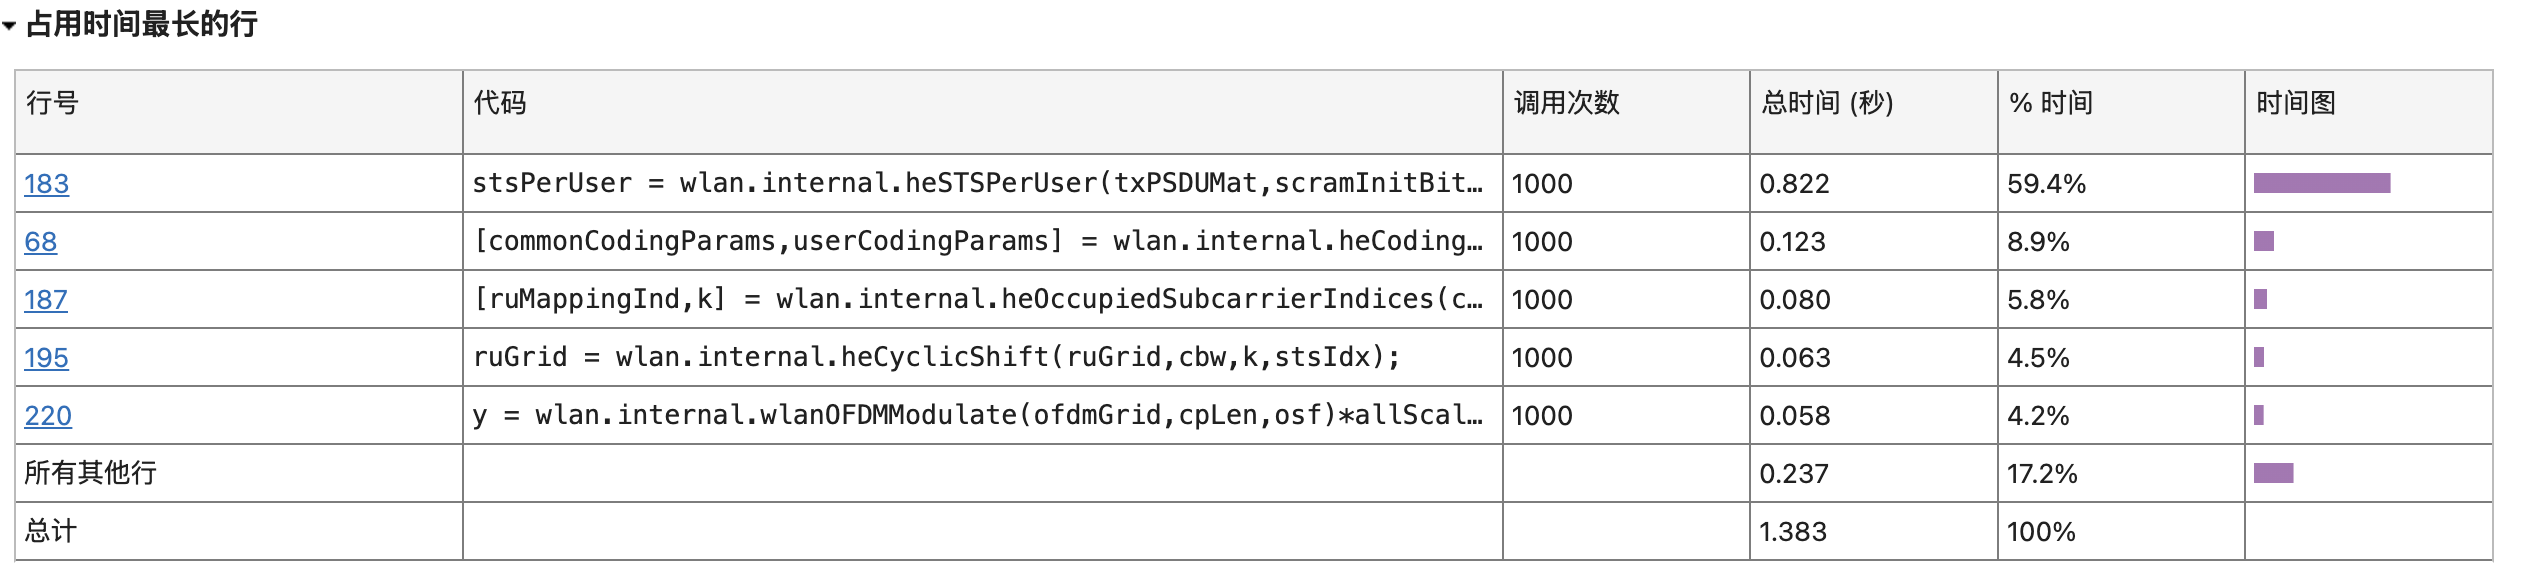 占用时间最长的行
行号 代码 调用次数 总时间 (秒) % 时间 时间图
183 stsPerUser = wlan.internal.heSTSPerUser(txPSDUMat,scramInitBit… 1000 0.822 59.4%
68 [commonCodingParams,userCodingParams] = wlan.internal.heCoding… 1000 0.123 8.9%
187 [ruMappingInd,k] = wlan.internal.heOccupiedSubcarrierIndices(c… 1000 0.080 5.8%
195 ruGrid = wlan.internal.heCyclicShift(ruGrid,cbw,k,stsIdx); 1000 0.063 4.5%
220 y = wlan.internal.wlanOFDMModulate(ofdmGrid,cpLen,osf)*allScal… 1000 0.058 4.2%
所有其他行 0.237 17.2%
总计 1.383 100%